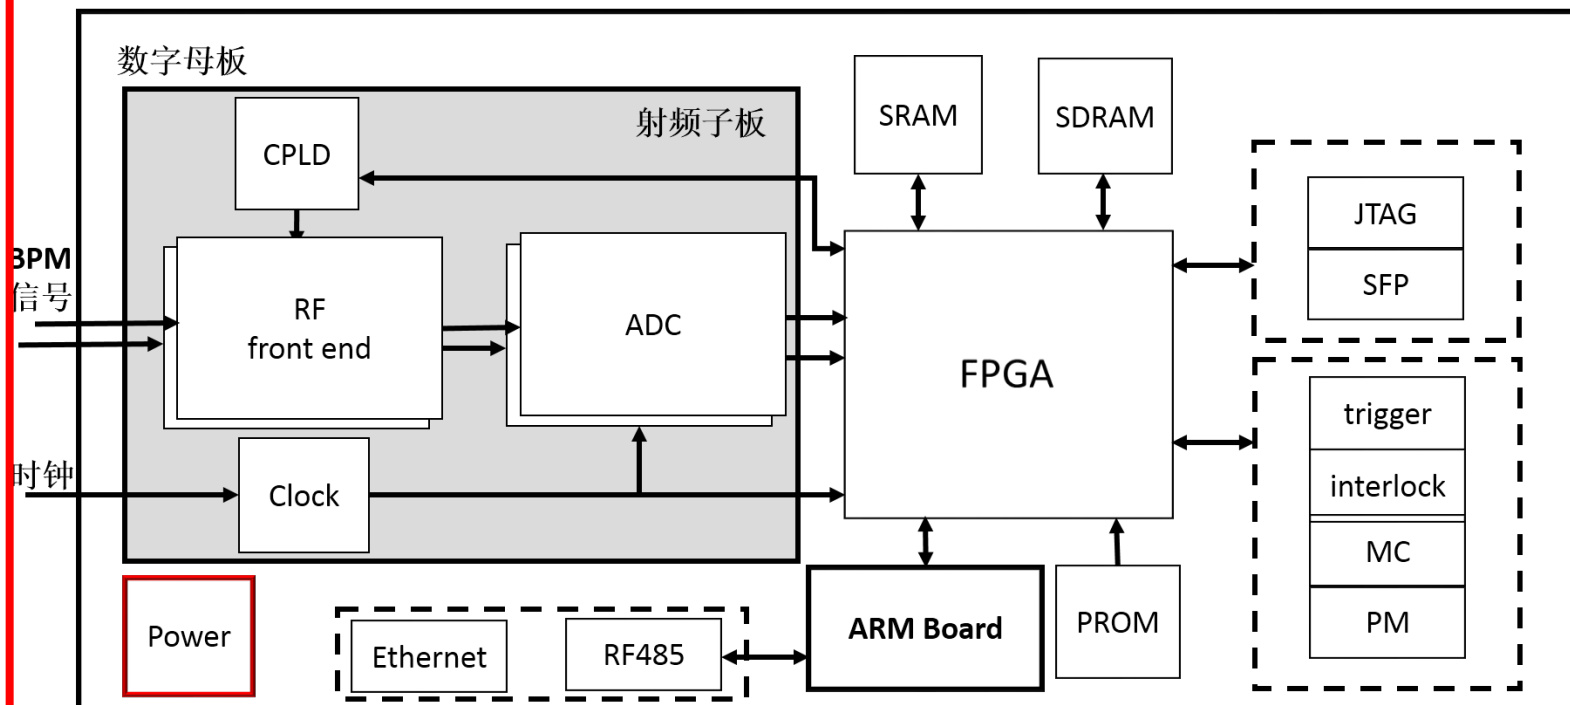 数字母板
射频子板
CPLD
SRAM
SDRAM
JTAG
SFP
BPM
信号
RF
front end
ADC
FPGA
trigger
interlock
MC
PM
时钟
Clock
Power
Ethernet
RF485
ARM Board
PROM